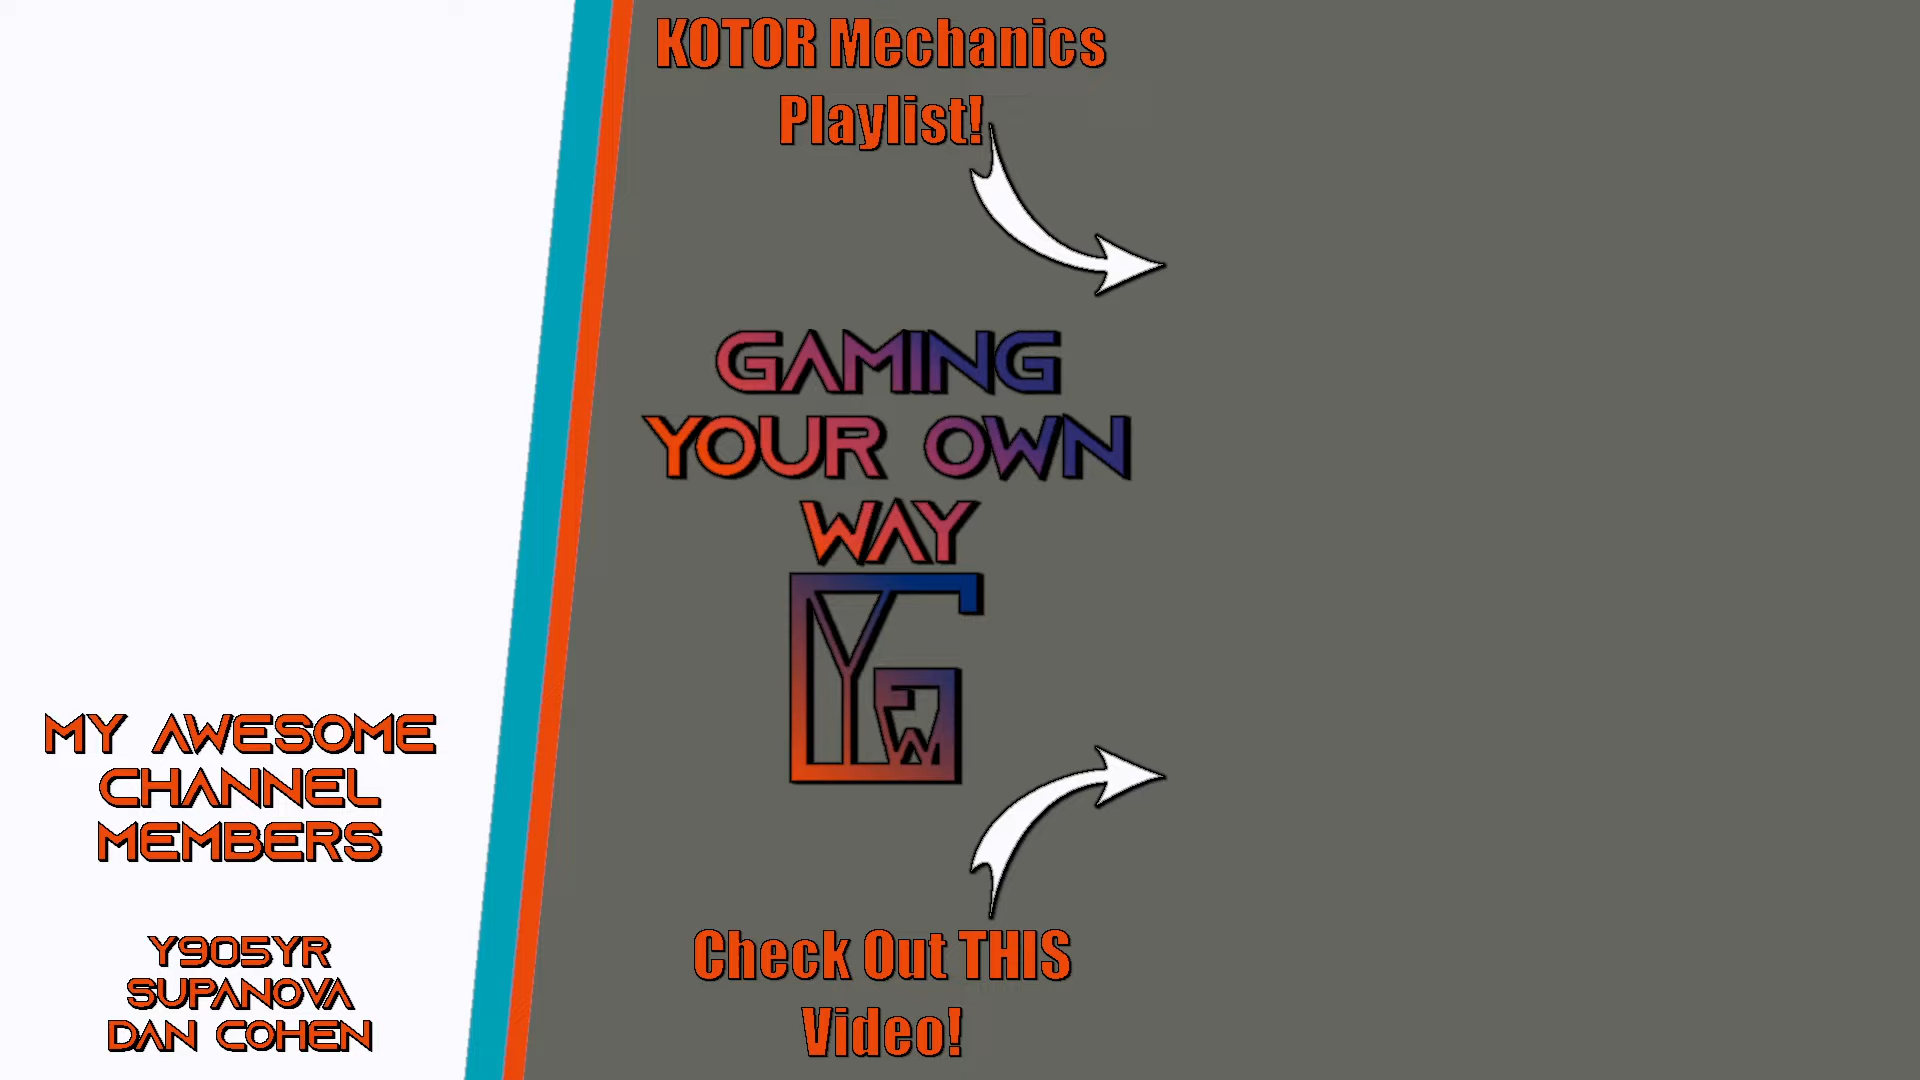 KOTOR Mechanics
Playlist!
GAMING
YOUR OWN
WAY
MY AWESOME
CHANNEL
MEMBERS
Y905YR
SUPANOVA
DAN COHEN
Check Out THIS
Video!